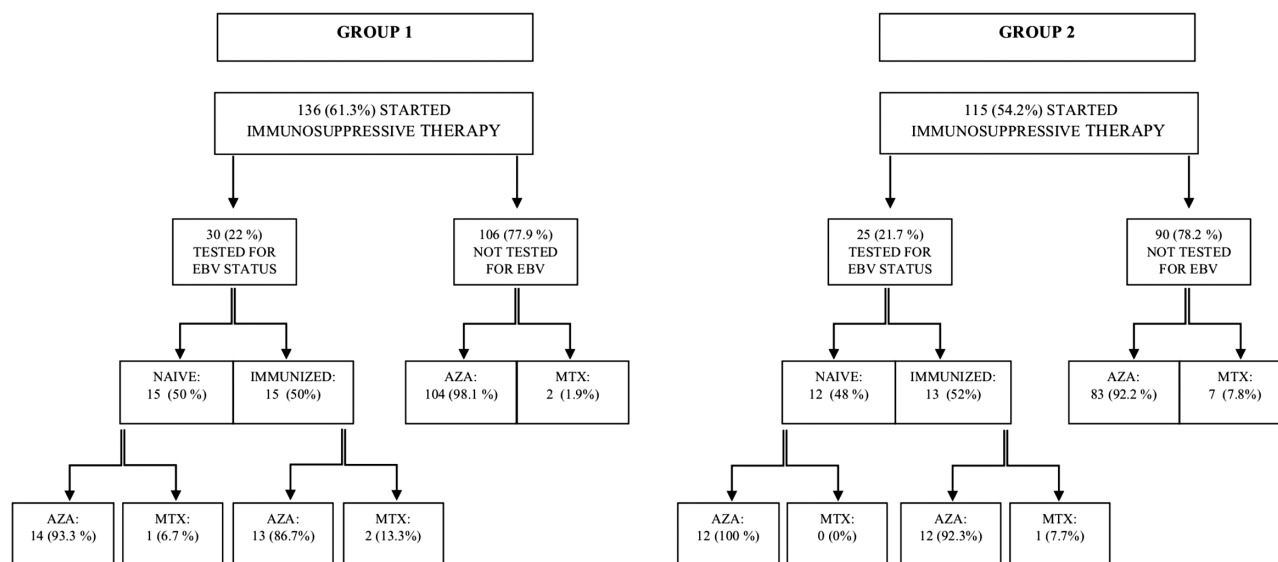 GROUP 1
136 (61.3%) STARTED
IMMUNOSUPPRESSIVE THERAPY
30 (22 %)
TESTED FOR
EBV STATUS
106 (77.9 %)
NOT TESTED
FOR EBV
NAIVE:
15 (50 %)
IMMUNIZED:
15 (50%)
AZA:
104 (98.1 %)
MTX:
2 (1.9%)
AZA:
14 (93.3 %)
MTX:
1 (6.7 %)
AZA:
13 (86.7%)
MTX:
2 (13.3%)
GROUP 2
115 (54.2%) STARTED
IMMUNOSUPPRESSIVE THERAPY
25 (21.7 %)
TESTED FOR
EBV STATUS
90 (78.2 %)
NOT TESTED
FOR EBV
NAIVE:
12 (48 %)
IMMUNIZED:
13 (52%)
AZA:
83 (92.2 %)
MTX:
7 (7.8%)
AZA:
12 (100 %)
MTX:
0 (0%)
AZA:
12 (92.3%)
MTX:
1 (7.7%)